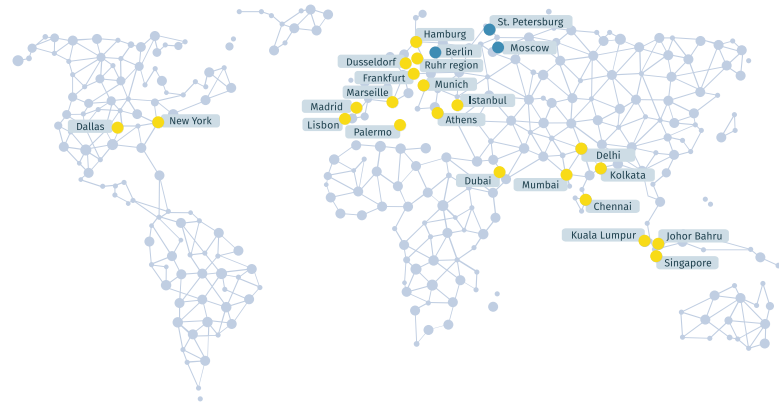 St. Petersburg
Hamburg
Berlin
Moscow
Dusseldorf
Ruhr region
Frankfurt
Munich
Marseille
Istanbul
Madrid
Athens
Lisbon
Palermo
Dallas
New York
Delhi
Kolkata
Dubai
Mumbai
Chennai
Kuala Lumpur
Johor Bahru
Singapore